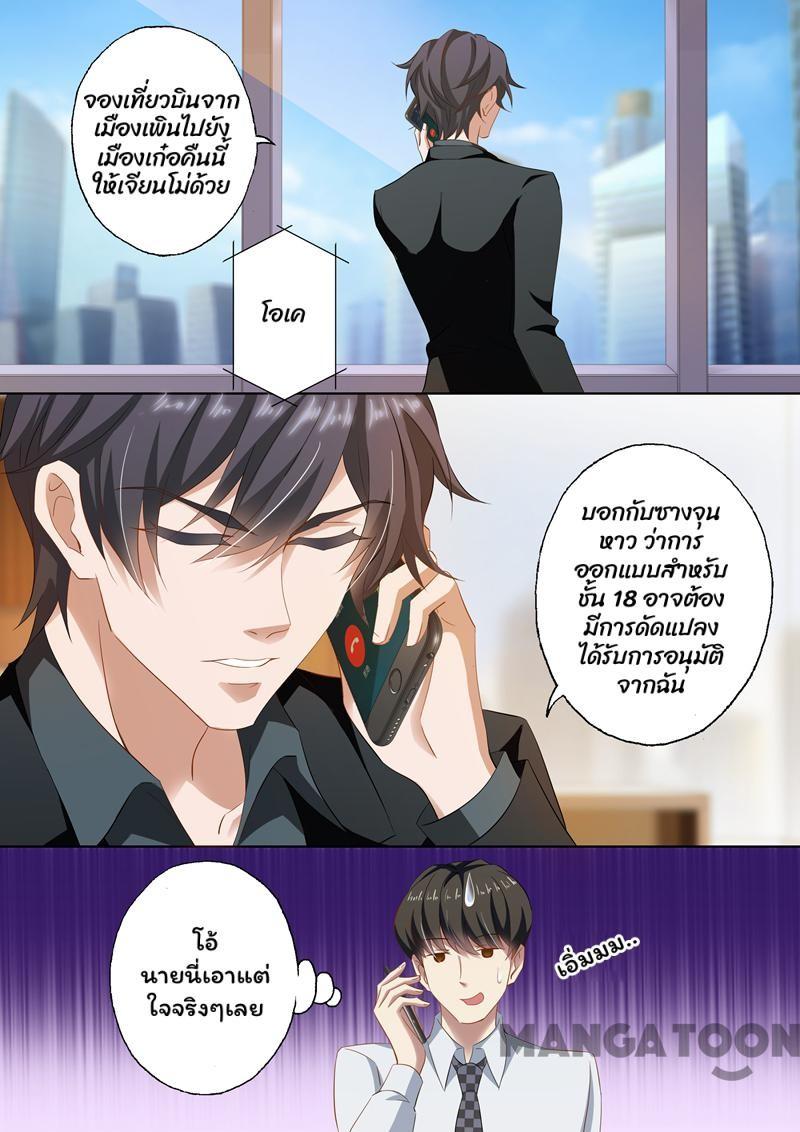 จองเที่ยวบินจาก
เมืองเผินไปยัง
เมืองเก๋อคืนนี้
ให้เจียนโม่ด้วย
โอเค
บอกกับซางจุน
หาว ว่าการ
ออกแบบสำหรับ
ชั้น 18 อาจต้อง
มีการดัดแปลง
ได้รับการอนุมัติ
จากฉัน
โอ้
นายนี่เอาแต่
ใจจริงๆเลย
เอิ่มมม..
MANGATOON